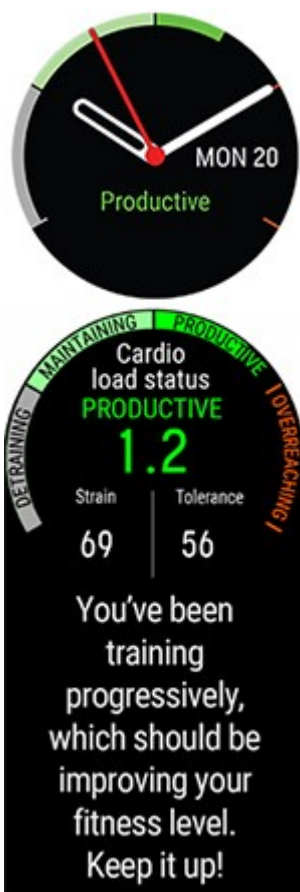 MON 20
Productive
DETRAINING
MAINTAINING
PRODUCTIVE
OVERREACHING
Cardio
load status
PRODUCTIVE
1.2
Strain
Tolerance
69
56
You've been
training
progressively,
which should be
improving your
fitness level.
Keep it up!